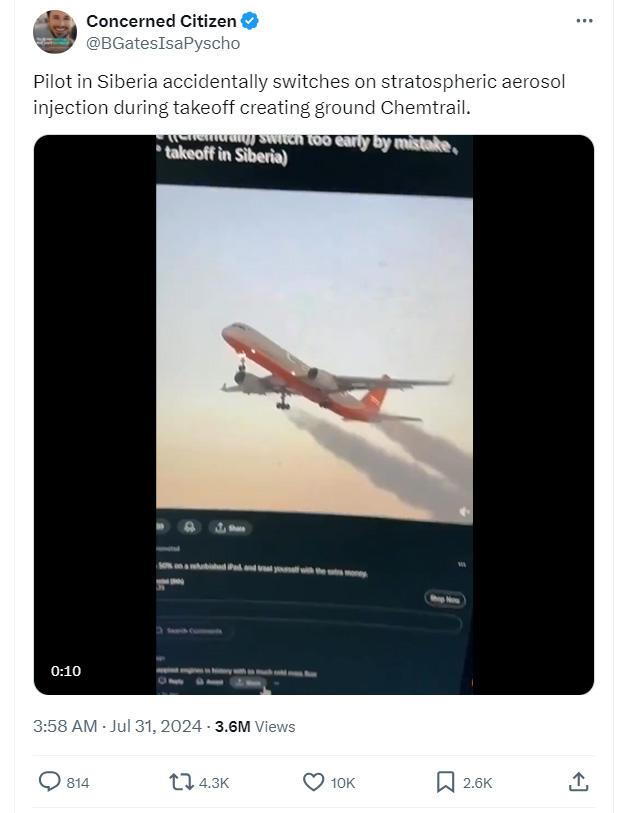 Concerned Citizen
@BGatesIsaPyscho
Pilot in Siberia accidentally switches on stratospheric aerosol
injection during takeoff creating ground Chemtrail.
((Chemtrail)) switch too early by mistake.
takeoff in Siberia)
Share
50% on a refurbished iPad, and treat yourself with the extra money.
Shop Now
Search Comments
Reply
Award
Share
0:10
3:58 AM · Jul 31, 2024 · 3.6M Views
814
4.3K
10K
2.6K